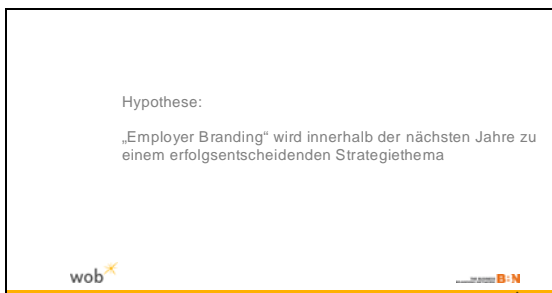 Hypothese:
„Employer Branding“ wird innerhalb der nächsten Jahre zu
einem erfolgsentscheidenden Strategiethema
wob
B:N